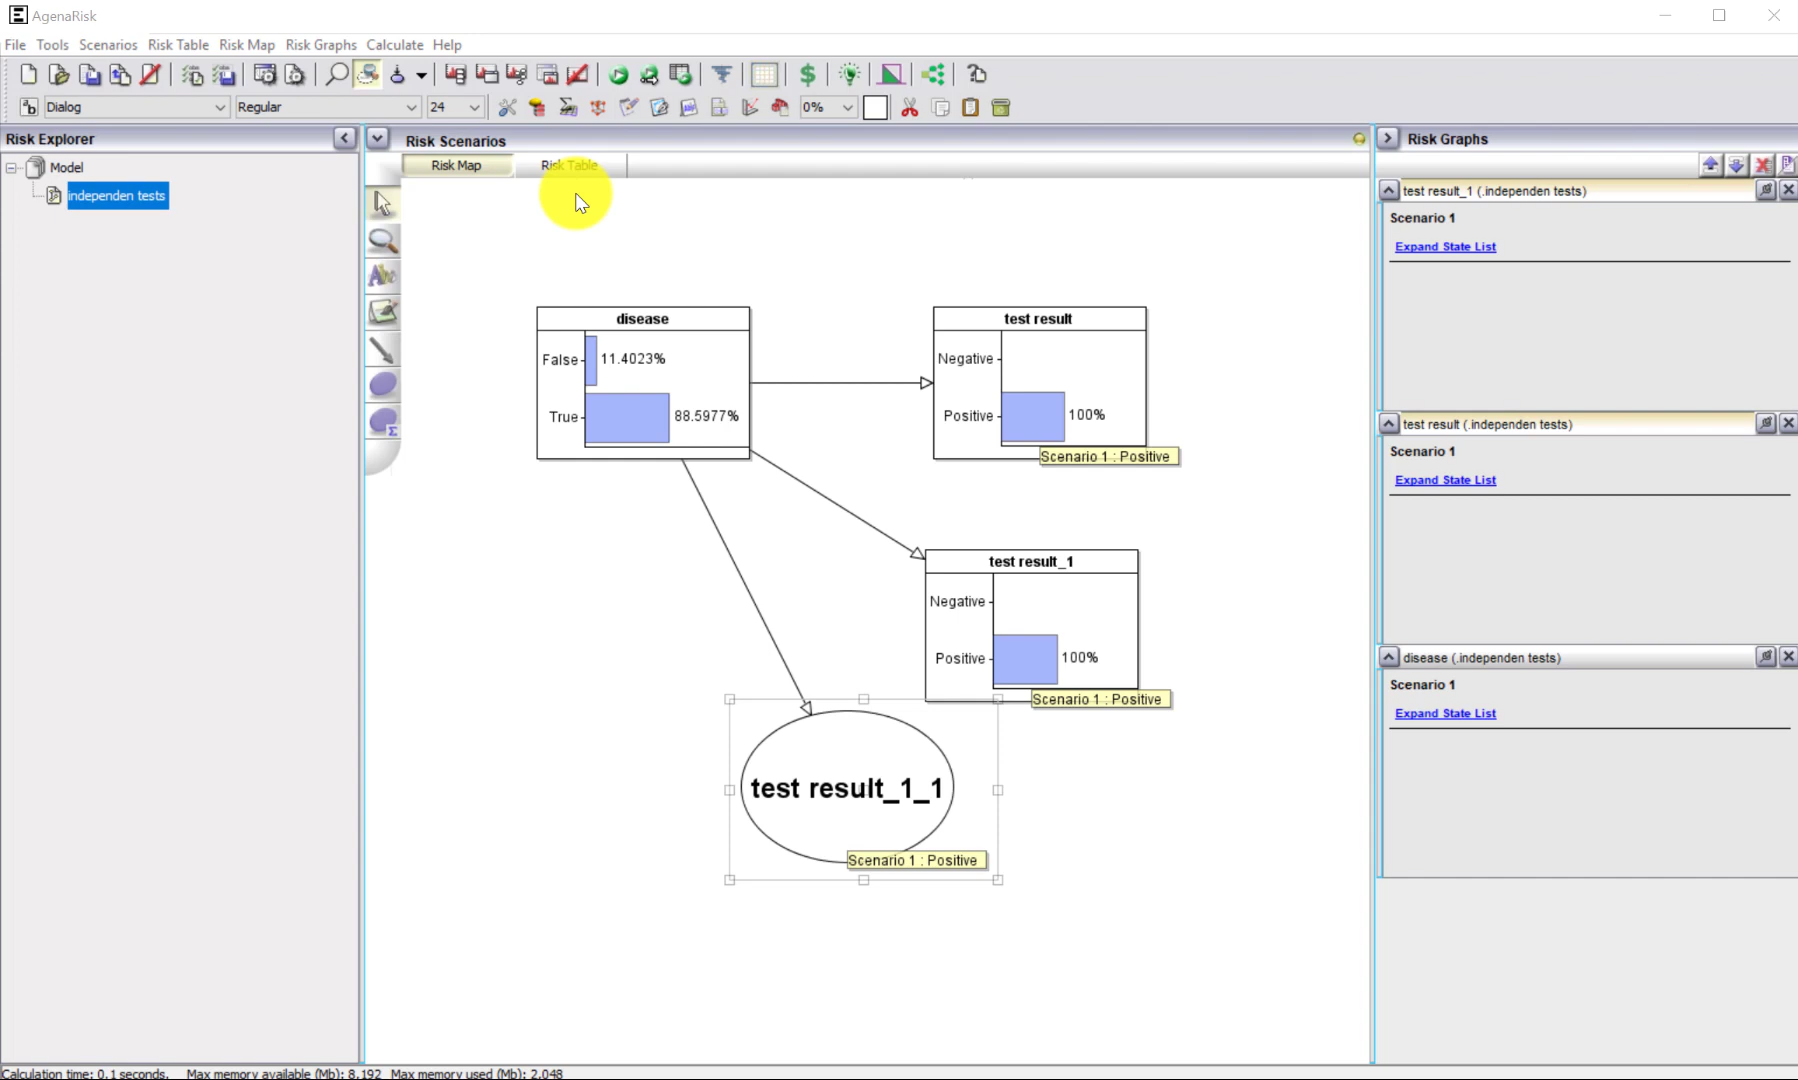 AgenaRisk
File Tools Scenarios Risk Table Risk Map Risk Graphs Calculate Help
Dialog Regular 24 0%
Risk Explorer
Model
independen tests
Risk Scenarios
Risk Map Risk Table
disease
False 11.4023%
True 88.5977%
test result
Negative
Positive 100%
Scenario 1 : Positive
test result_1
Negative
Positive 100%
Scenario 1 : Positive
test result_1_1
Scenario 1 : Positive
Risk Graphs
test result_1 (.independen tests)
Scenario 1
Expand State List
test result (.independen tests)
Scenario 1
Expand State List
disease (.independen tests)
Scenario 1
Expand State List
Calculation time: 0.1 seconds. Max memory available (Mb): 8,192 Max memory used (Mb): 2,048